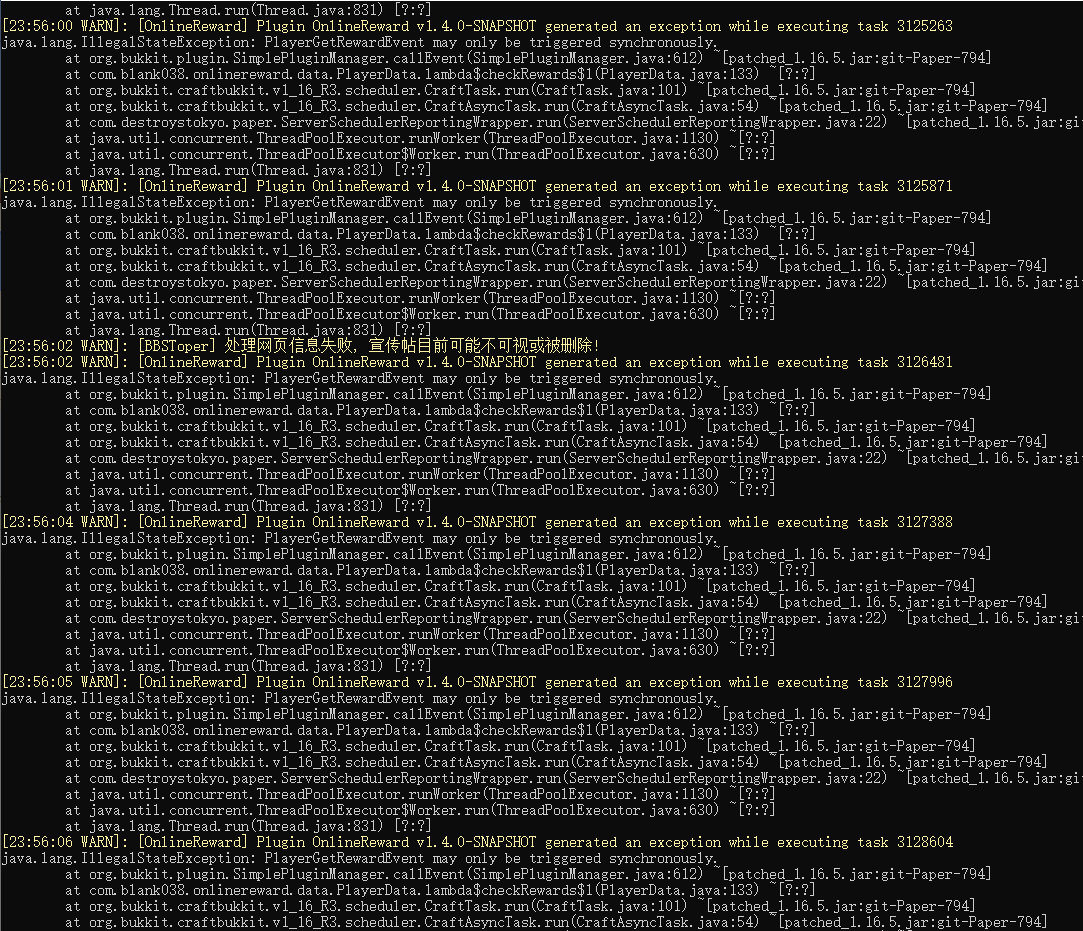 at java.lang.Thread.run(Thread.java:831) [?:?]
[23:56:00 WARN]: [OnlineReward] Plugin OnlineReward v1.4.0-SNAPSHOT generated an exception while executing task 3125263
java.lang.IllegalStateException: PlayerGetRewardEvent may only be triggered synchronously.
        at org.bukkit.plugin.SimplePluginManager.callEvent(SimplePluginManager.java:612) ~[patched_1.16.5.jar:git-Paper-794]
        at com.blank038.onlinereward.data.PlayerData.lambda$checkRewards$1(PlayerData.java:133) ~[?:?]
        at org.bukkit.craftbukkit.v1_16_R3.scheduler.CraftTask.run(CraftTask.java:101) ~[patched_1.16.5.jar:git-Paper-794]
        at org.bukkit.craftbukkit.v1_16_R3.scheduler.CraftAsyncTask.run(CraftAsyncTask.java:54) ~[patched_1.16.5.jar:git-Paper-794]
        at com.destroystokyo.paper.ServerSchedulerReportingWrapper.run(ServerSchedulerReportingWrapper.java:22) ~[patched_1.16.5.jar:git
        at java.util.concurrent.ThreadPoolExecutor.runWorker(ThreadPoolExecutor.java:1130) ~[?:?]
        at java.util.concurrent.ThreadPoolExecutor$Worker.run(ThreadPoolExecutor.java:630) ~[?:?]
        at java.lang.Thread.run(Thread.java:831) [?:?]
[23:56:01 WARN]: [OnlineReward] Plugin OnlineReward v1.4.0-SNAPSHOT generated an exception while executing task 3125871
java.lang.IllegalStateException: PlayerGetRewardEvent may only be triggered synchronously.
        at org.bukkit.plugin.SimplePluginManager.callEvent(SimplePluginManager.java:612) ~[patched_1.16.5.jar:git-Paper-794]
        at com.blank038.onlinereward.data.PlayerData.lambda$checkRewards$1(PlayerData.java:133) ~[?:?]
        at org.bukkit.craftbukkit.v1_16_R3.scheduler.CraftTask.run(CraftTask.java:101) ~[patched_1.16.5.jar:git-Paper-794]
        at org.bukkit.craftbukkit.v1_16_R3.scheduler.CraftAsyncTask.run(CraftAsyncTask.java:54) ~[patched_1.16.5.jar:git-Paper-794]
        at com.destroystokyo.paper.ServerSchedulerReportingWrapper.run(ServerSchedulerReportingWrapper.java:22) ~[patched_1.16.5.jar:git
        at java.util.concurrent.ThreadPoolExecutor.runWorker(ThreadPoolExecutor.java:1130) ~[?:?]
        at java.util.concurrent.ThreadPoolExecutor$Worker.run(ThreadPoolExecutor.java:630) ~[?:?]
        at java.lang.Thread.run(Thread.java:831) [?:?]
[23:56:02 WARN]: [BBSToper] 处理网页信息失败, 宣传帖目前可能不可视或被删除!
[23:56:02 WARN]: [OnlineReward] Plugin OnlineReward v1.4.0-SNAPSHOT generated an exception while executing task 3126481
java.lang.IllegalStateException: PlayerGetRewardEvent may only be triggered synchronously.
        at org.bukkit.plugin.SimplePluginManager.callEvent(SimplePluginManager.java:612) ~[patched_1.16.5.jar:git-Paper-794]
        at com.blank038.onlinereward.data.PlayerData.lambda$checkRewards$1(PlayerData.java:133) ~[?:?]
        at org.bukkit.craftbukkit.v1_16_R3.scheduler.CraftTask.run(CraftTask.java:101) ~[patched_1.16.5.jar:git-Paper-794]
        at org.bukkit.craftbukkit.v1_16_R3.scheduler.CraftAsyncTask.run(CraftAsyncTask.java:54) ~[patched_1.16.5.jar:git-Paper-794]
        at com.destroystokyo.paper.ServerSchedulerReportingWrapper.run(ServerSchedulerReportingWrapper.java:22) ~[patched_1.16.5.jar:git
        at java.util.concurrent.ThreadPoolExecutor.runWorker(ThreadPoolExecutor.java:1130) ~[?:?]
        at java.util.concurrent.ThreadPoolExecutor$Worker.run(ThreadPoolExecutor.java:630) ~[?:?]
        at java.lang.Thread.run(Thread.java:831) [?:?]
[23:56:04 WARN]: [OnlineReward] Plugin OnlineReward v1.4.0-SNAPSHOT generated an exception while executing task 3127388
java.lang.IllegalStateException: PlayerGetRewardEvent may only be triggered synchronously.
        at org.bukkit.plugin.SimplePluginManager.callEvent(SimplePluginManager.java:612) ~[patched_1.16.5.jar:git-Paper-794]
        at com.blank038.onlinereward.data.PlayerData.lambda$checkRewards$1(PlayerData.java:133) ~[?:?]
        at org.bukkit.craftbukkit.v1_16_R3.scheduler.CraftTask.run(CraftTask.java:101) ~[patched_1.16.5.jar:git-Paper-794]
        at org.bukkit.craftbukkit.v1_16_R3.scheduler.CraftAsyncTask.run(CraftAsyncTask.java:54) ~[patched_1.16.5.jar:git-Paper-794]
        at com.destroystokyo.paper.ServerSchedulerReportingWrapper.run(ServerSchedulerReportingWrapper.java:22) ~[patched_1.16.5.jar:git
        at java.util.concurrent.ThreadPoolExecutor.runWorker(ThreadPoolExecutor.java:1130) ~[?:?]
        at java.util.concurrent.ThreadPoolExecutor$Worker.run(ThreadPoolExecutor.java:630) ~[?:?]
        at java.lang.Thread.run(Thread.java:831) [?:?]
[23:56:05 WARN]: [OnlineReward] Plugin OnlineReward v1.4.0-SNAPSHOT generated an exception while executing task 3127996
java.lang.IllegalStateException: PlayerGetRewardEvent may only be triggered synchronously.
        at org.bukkit.plugin.SimplePluginManager.callEvent(SimplePluginManager.java:612) ~[patched_1.16.5.jar:git-Paper-794]
        at com.blank038.onlinereward.data.PlayerData.lambda$checkRewards$1(PlayerData.java:133) ~[?:?]
        at org.bukkit.craftbukkit.v1_16_R3.scheduler.CraftTask.run(CraftTask.java:101) ~[patched_1.16.5.jar:git-Paper-794]
        at org.bukkit.craftbukkit.v1_16_R3.scheduler.CraftAsyncTask.run(CraftAsyncTask.java:54) ~[patched_1.16.5.jar:git-Paper-794]
        at com.destroystokyo.paper.ServerSchedulerReportingWrapper.run(ServerSchedulerReportingWrapper.java:22) ~[patched_1.16.5.jar:git
        at java.util.concurrent.ThreadPoolExecutor.runWorker(ThreadPoolExecutor.java:1130) ~[?:?]
        at java.util.concurrent.ThreadPoolExecutor$Worker.run(ThreadPoolExecutor.java:630) ~[?:?]
        at java.lang.Thread.run(Thread.java:831) [?:?]
[23:56:06 WARN]: [OnlineReward] Plugin OnlineReward v1.4.0-SNAPSHOT generated an exception while executing task 3128604
java.lang.IllegalStateException: PlayerGetRewardEvent may only be triggered synchronously.
        at org.bukkit.plugin.SimplePluginManager.callEvent(SimplePluginManager.java:612) ~[patched_1.16.5.jar:git-Paper-794]
        at com.blank038.onlinereward.data.PlayerData.lambda$checkRewards$1(PlayerData.java:133) ~[?:?]
        at org.bukkit.craftbukkit.v1_16_R3.scheduler.CraftTask.run(CraftTask.java:101) ~[patched_1.16.5.jar:git-Paper-794]
        at org.bukkit.craftbukkit.v1_16_R3.scheduler.CraftAsyncTask.run(CraftAsyncTask.java:54) ~[patched_1.16.5.jar:git-Paper-794]